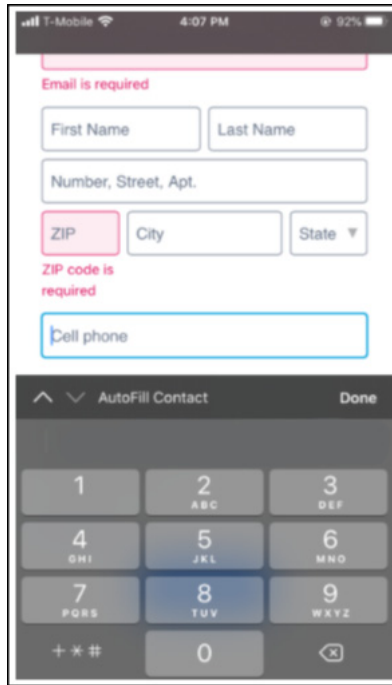 T-Mobile 4:07 PM 92%
Email is required
First Name Last Name
Number, Street, Apt.
ZIP City State
ZIP code is
required
Cell phone
AutoFill Contact Done
1 2 3
ABC DEF
4 5 6
GHI JKL MNO
7 8 9
PQRS TUV WXYZ
+*# 0